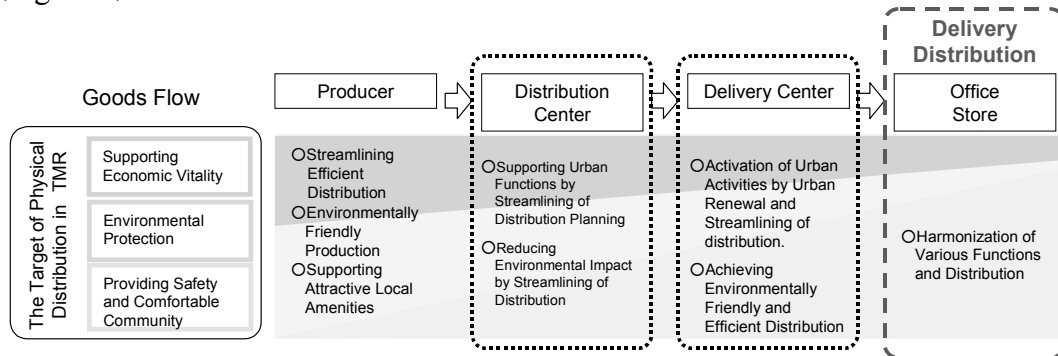 Delivery
Distribution
Goods Flow
Producer
Distribution
Center
Delivery Center
Office
Store
The Target of Physical
Distribution in TMR
Supporting
Economic Vitality
Environmental
Protection
Providing Safety
and Comfortable
Community
○Streamlining
Efficient
Distribution
○Environmentally
Friendly
Production
○Supporting
Attractive Local
Amenities
○Supporting Urban
Functions by
Streamlining of
Distribution Planning
○Reducing
Environmental Impact
by Streamlining of
Distribution
○Activation of Urban
Activities by Urban
Renewal and
Streamlining of
distribution.
○Achieving
Environmentally
Friendly and
Efficient Distribution
○Harmonization of
Various Functions
and Distribution